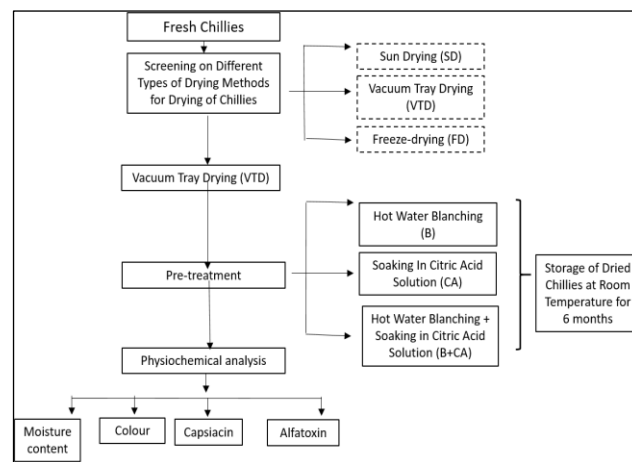 Fresh Chillies
Screening on Different
Types of Drying Methods
for Drying of Chillies
Sun Drying (SD)
Vacuum Tray Drying
(VTD)
Freeze-drying (FD)
Vacuum Tray Drying (VTD)
Pre-treatment
Hot Water Blanching
(B)
Soaking In Citric Acid
Solution (CA)
Hot Water Blanching +
Soaking in Citric Acid
Solution (B+CA)
Storage of Dried
Chillies at Room
Temperature for
6 months
Physiochemical analysis
Moisture
content
Colour
Capsiacin
Alfatoxin